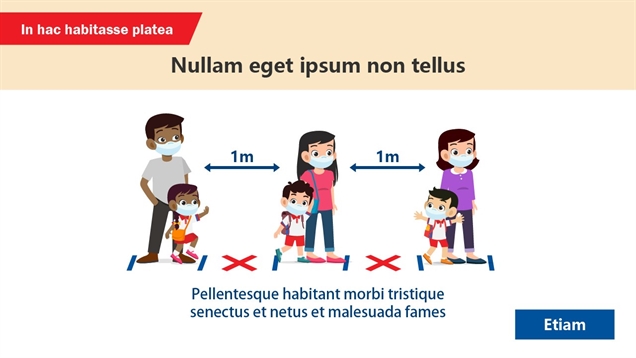 In hac habitasse platea
Nullam eget ipsum non tellus
1m
1m
Pellentesque habitant morbi tristique
senectus et netus et malesuada fames
Etiam